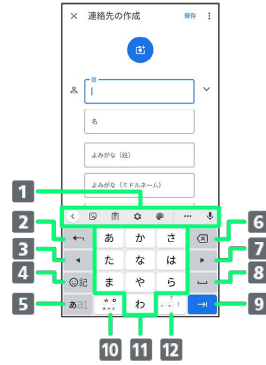 連絡先の作成 保存
姓
名
よみがな（姓）
よみがな（ミドルネーム）
1
2 あ か さ 6
3 た な は 7
4 記 ま や ら 8
5 あa1 わ 9
10 11 12